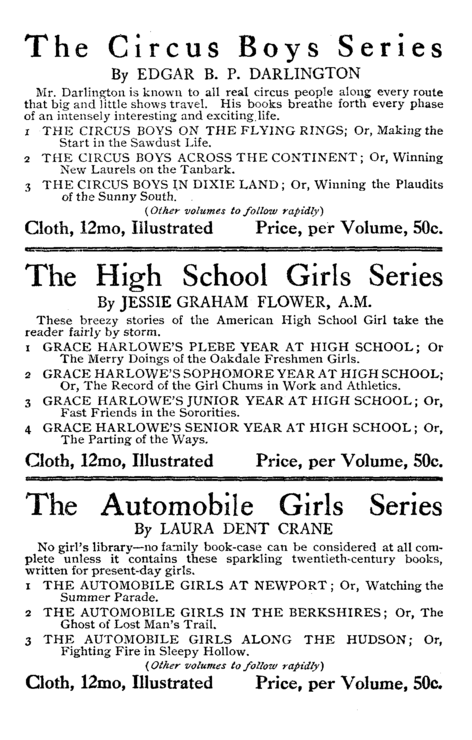 The Circus Boys Series
By EDGAR B. P. DARLINGTON
Mr. Darlington is known to all real circus people along every route
that big and little shows travel. His books breathe forth every phase
of an intensely interesting and exciting life.
1 THE CIRCUS BOYS ON THE FLYING RINGS; Or, Making the
Start in the Sawdust Life.
2 THE CIRCUS BOYS ACROSS THE CONTINENT; Or, Winning
New Laurels on the Tanbark.
3 THE CIRCUS BOYS IN DIXIE LAND; Or, Winning the Plaudits
of the Sunny South.
(Other volumes to follow rapidly)
Cloth, 12mo, Illustrated Price, per Volume, 50c.
The High School Girls Series
By JESSIE GRAHAM FLOWER, A.M.
These breezy stories of the American High School Girl take the
reader fairly by storm.
1 GRACE HARLOWE'S PLEBE YEAR AT HIGH SCHOOL; Or
The Merry Doings of the Oakdale Freshmen Girls.
2 GRACE HARLOWE'S SOPHOMORE YEAR AT HIGH SCHOOL;
Or, The Record of the Girl Chums in Work and Athletics.
3 GRACE HARLOWE'S JUNIOR YEAR AT HIGH SCHOOL; Or,
Fast Friends in the Sororities.
4 GRACE HARLOWE'S SENIOR YEAR AT HIGH SCHOOL; Or,
The Parting of the Ways.
Cloth, 12mo, Illustrated Price, per Volume, 50c.
The Automobile Girls Series
By LAURA DENT CRANE
No girl's library—no family book-case can be considered at all com-
plete unless it contains these sparkling twentieth-century books,
written for present-day girls.
1 THE AUTOMOBILE GIRLS AT NEWPORT; Or, Watching the
Summer Parade.
2 THE AUTOMOBILE GIRLS IN THE BERKSHIRES; Or, The
Ghost of Lost Man's Trail.
3 THE AUTOMOBILE GIRLS ALONG THE HUDSON; Or,
Fighting Fire in Sleepy Hollow.
(Other volumes to follow rapidly)
Cloth, 12mo, Illustrated Price, per Volume, 50c.